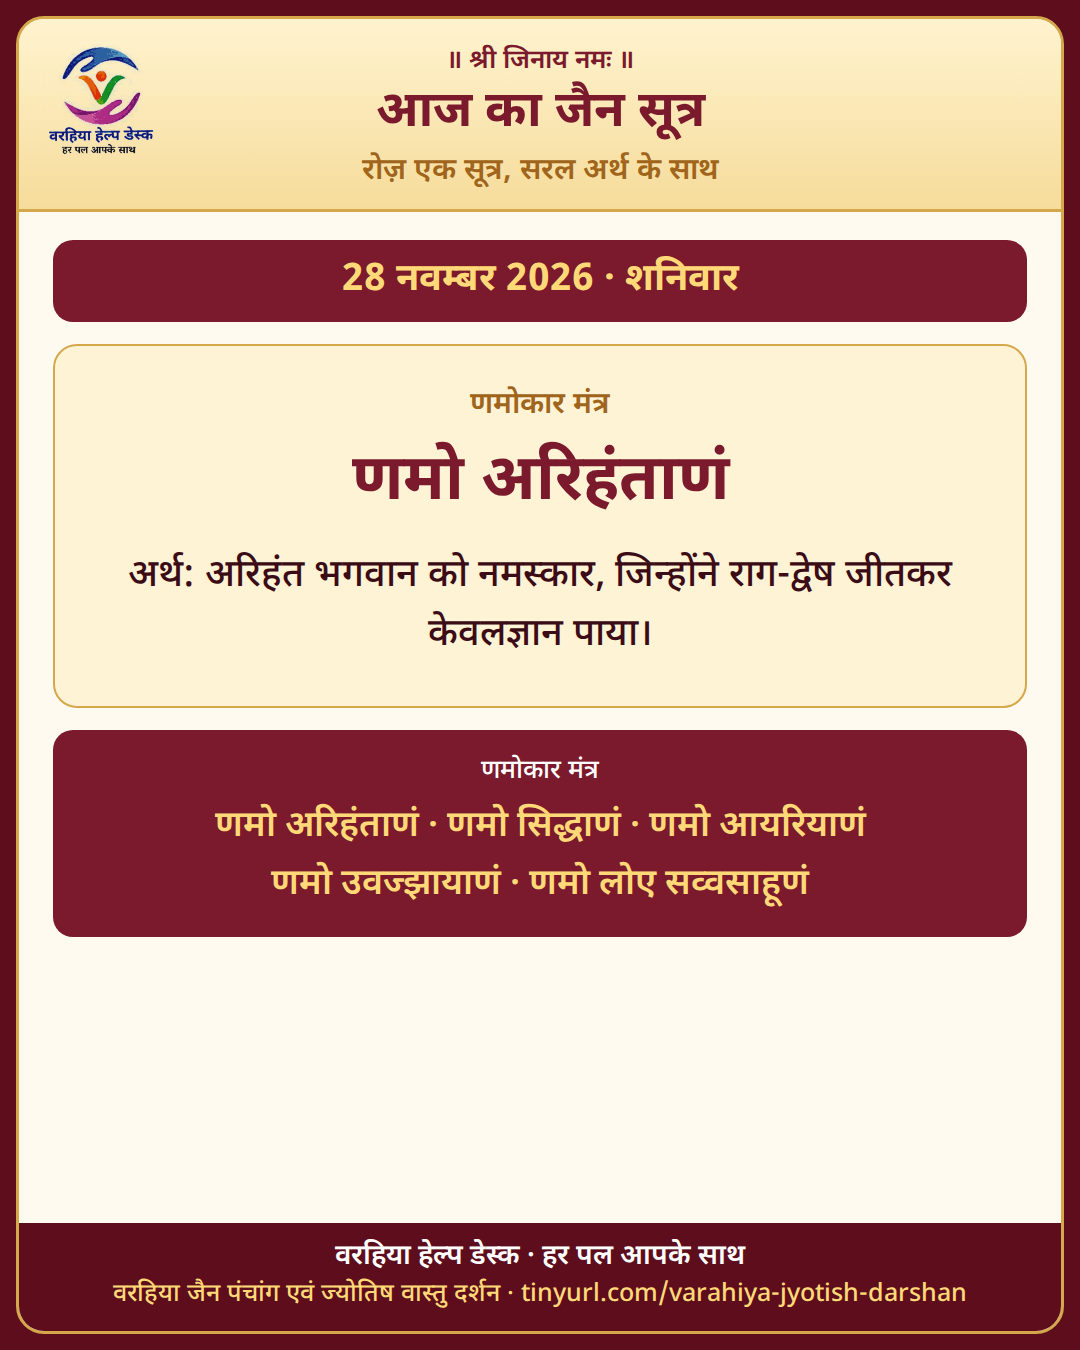 ॥ श्री जिनाय नमः ॥
आज का जैन सूत्र
रोज़ एक सूत्र, सरल अर्थ के साथ
वरहिया हेल्प डेस्क
हर पल आपके साथ
28 नवम्बर 2026 · शनिवार
णमोकार मंत्र
णमो अरिहंताणं
अर्थ: अरिहंत भगवान को नमस्कार, जिन्होंने राग-द्वेष जीतकर
केवलज्ञान पाया।
णमोकार मंत्र
णमो अरिहंताणं · णमो सिद्धाणं · णमो आयरियाणं
णमो उवज्झायाणं · णमो लोए सव्वसाहूणं
वरहिया हेल्प डेस्क · हर पल आपके साथ
वरहिया जैन पंचांग एवं ज्योतिष वास्तु दर्शन · tinyurl.com/varahiya-jyotish-darshan